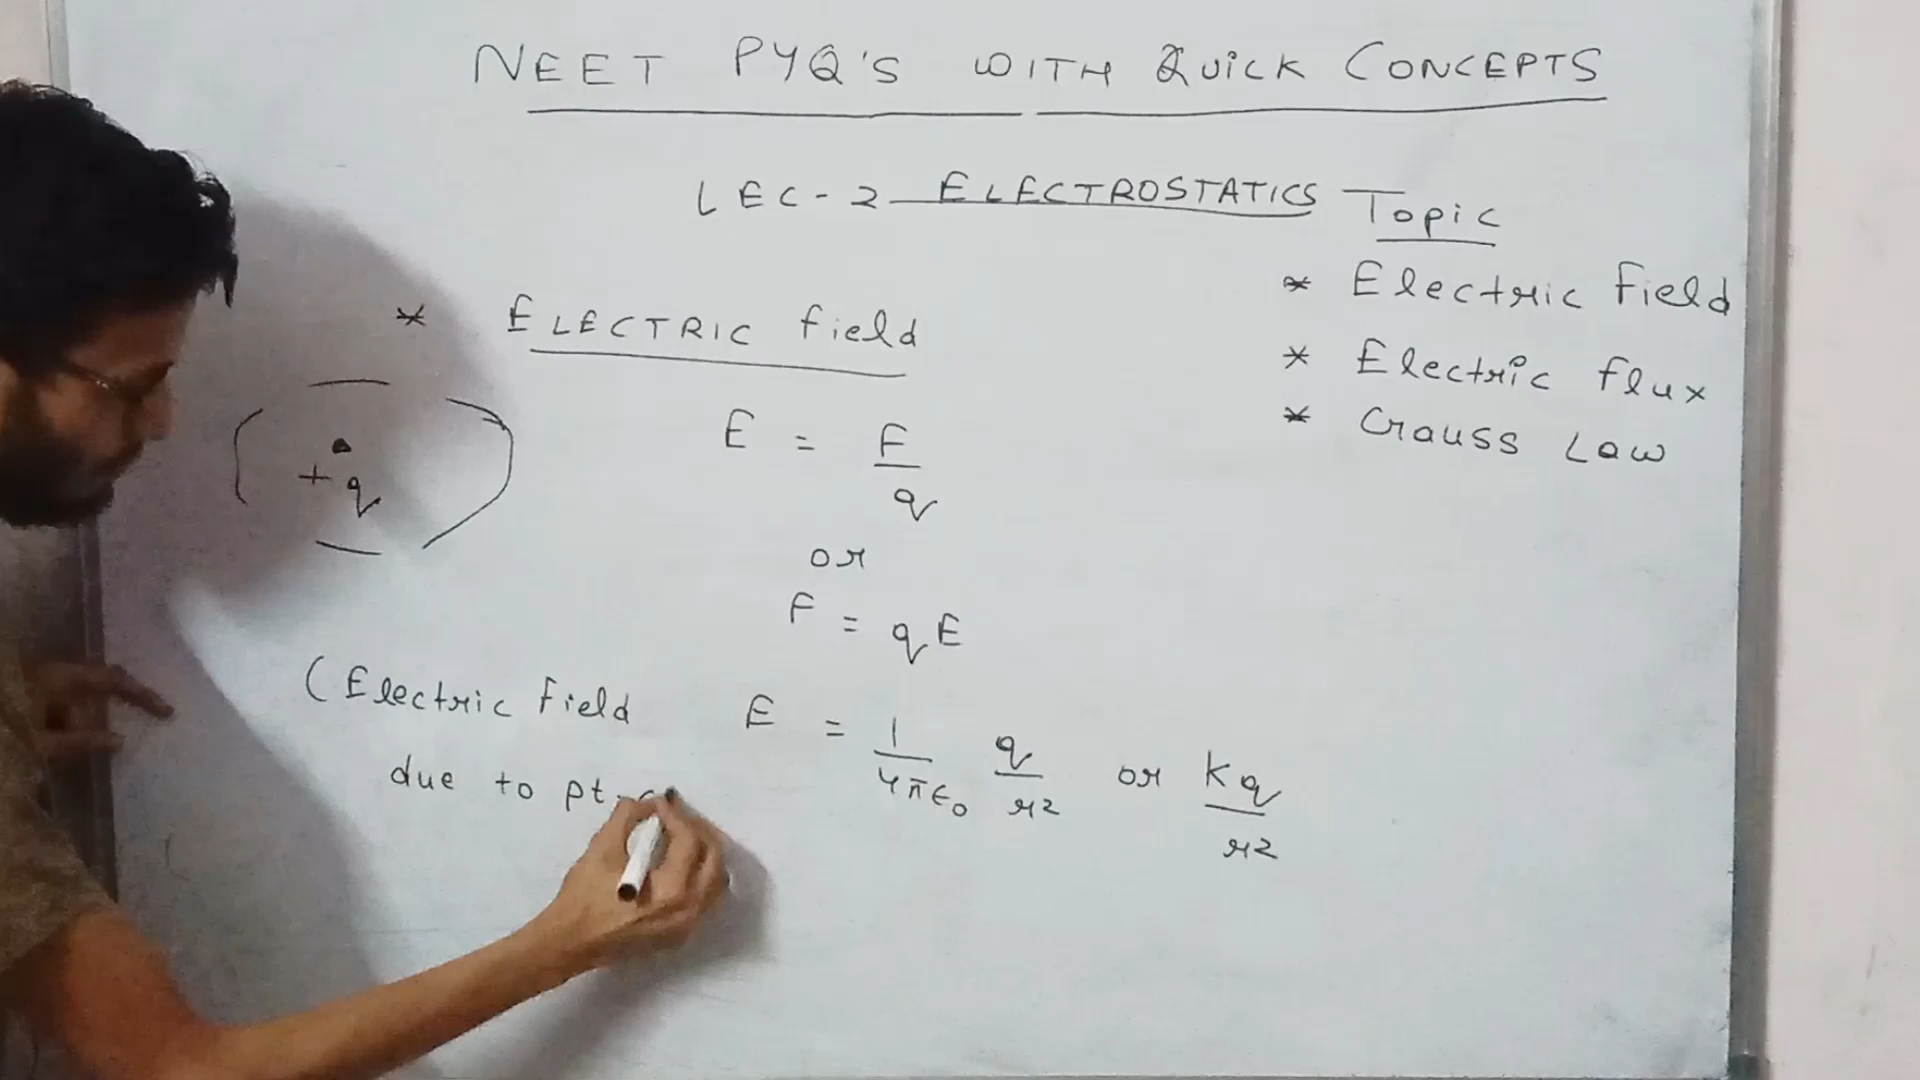 NEET PYQ'S WITH QUICK CONCEPTS
LEC-2 ELECTROSTATICS
Topic
* Electric field
* Electric flux
* Gauss Law
* ELECTRIC field
+q
E = F/q
or
F = qE
(Electric field due to pt.
E = 1/4πϵ₀ q/r² or Kq/r²